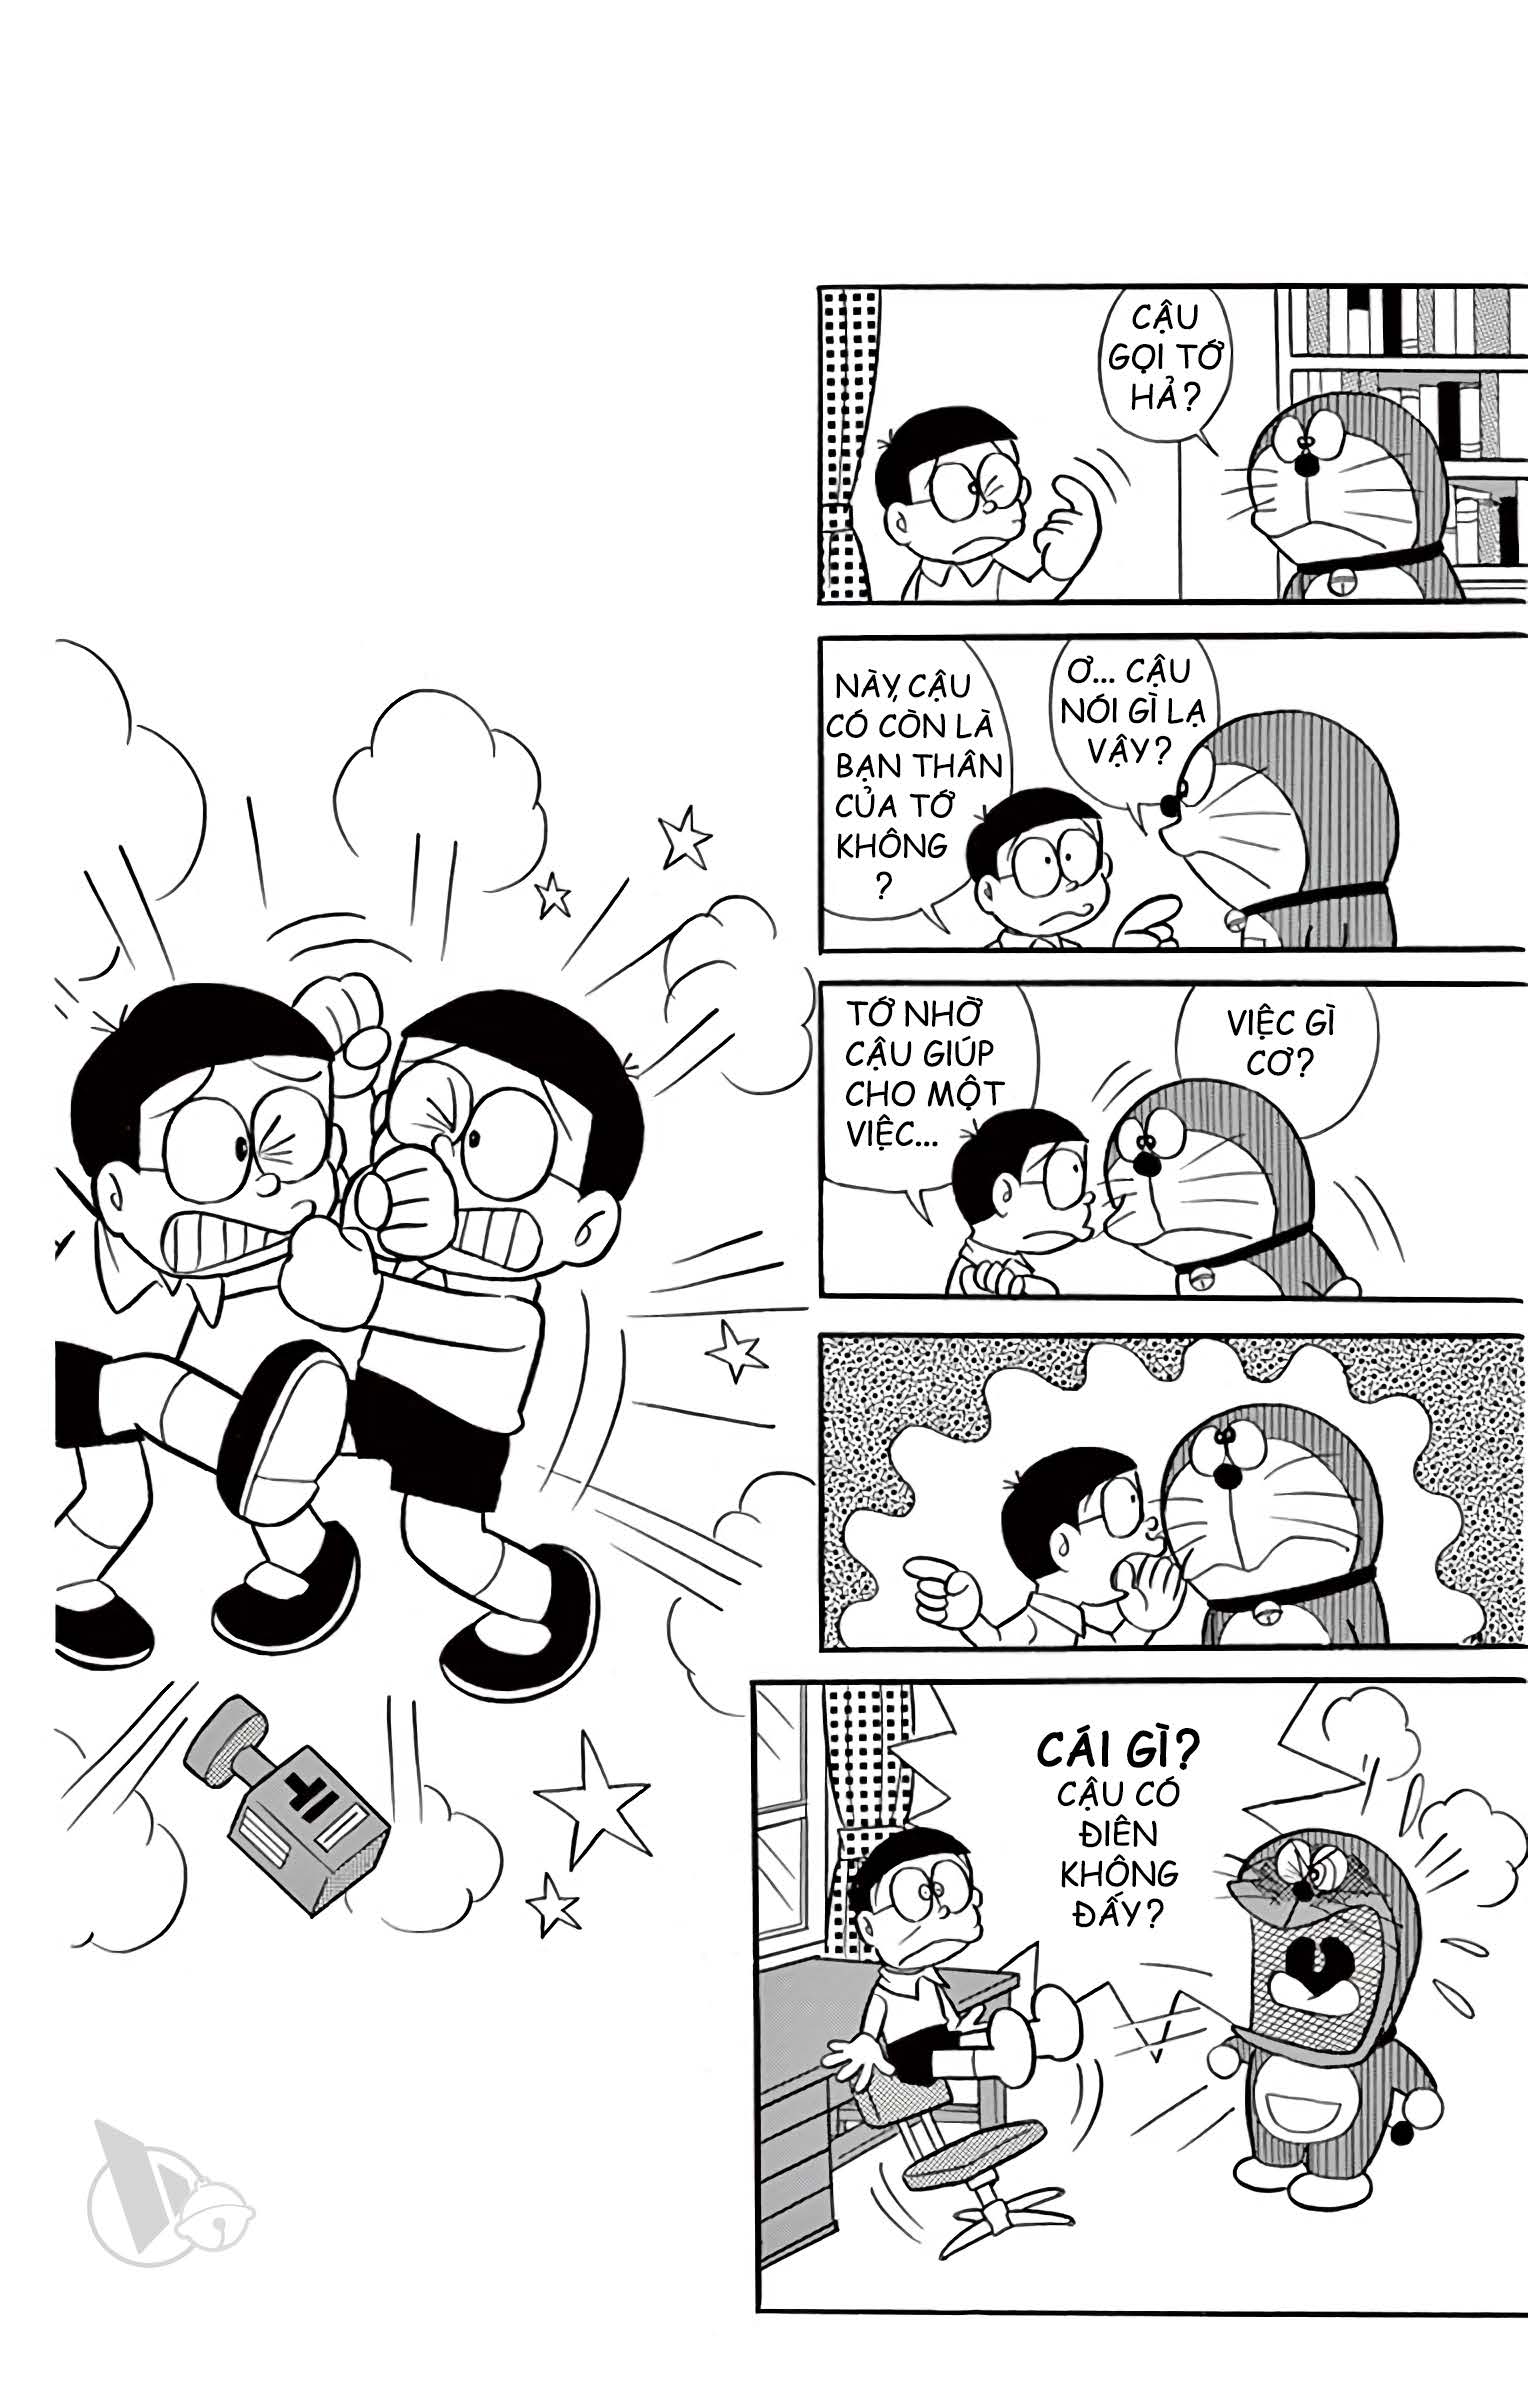 CẬU
GỌI TỚ
HẢ?
Ơ... CẬU
NÓI GÌ LẠ
VẬY?
NÀY, CẬU
CÓ CÒN LÀ
BẠN THÂN
CỦA TỚ
KHÔNG
?
VIỆC GÌ
CƠ?
TỚ NHỜ
CẬU GIÚP
CHO MỘT
VIỆC...
CÁI GÌ?
CẬU CÓ
ĐIÊN
KHÔNG
ĐẤY?